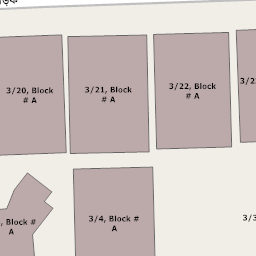 3/20, Block
# A
3/21, Block
# A
3/22, Block
# A
, Block #
A
3/4, Block #
A